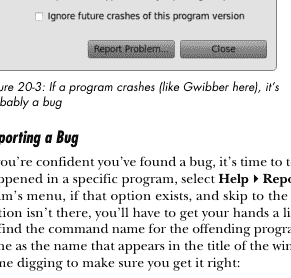 Ignore future crashes of this program version
Report Problem... Close
ure 20-3: If a program crashes (like Gwibber here), it's
bably a bug
porting a Bug
you're confident you've found a bug, it's time to t
ppened in a specific program, select Help ▸ Repo
am's menu, if that option exists, and skip to the
tion isn't there, you'll have to get your hands a li
find the command name for the offending progra
ne as the name that appears in the title of the win
me digging to make sure you get it right: